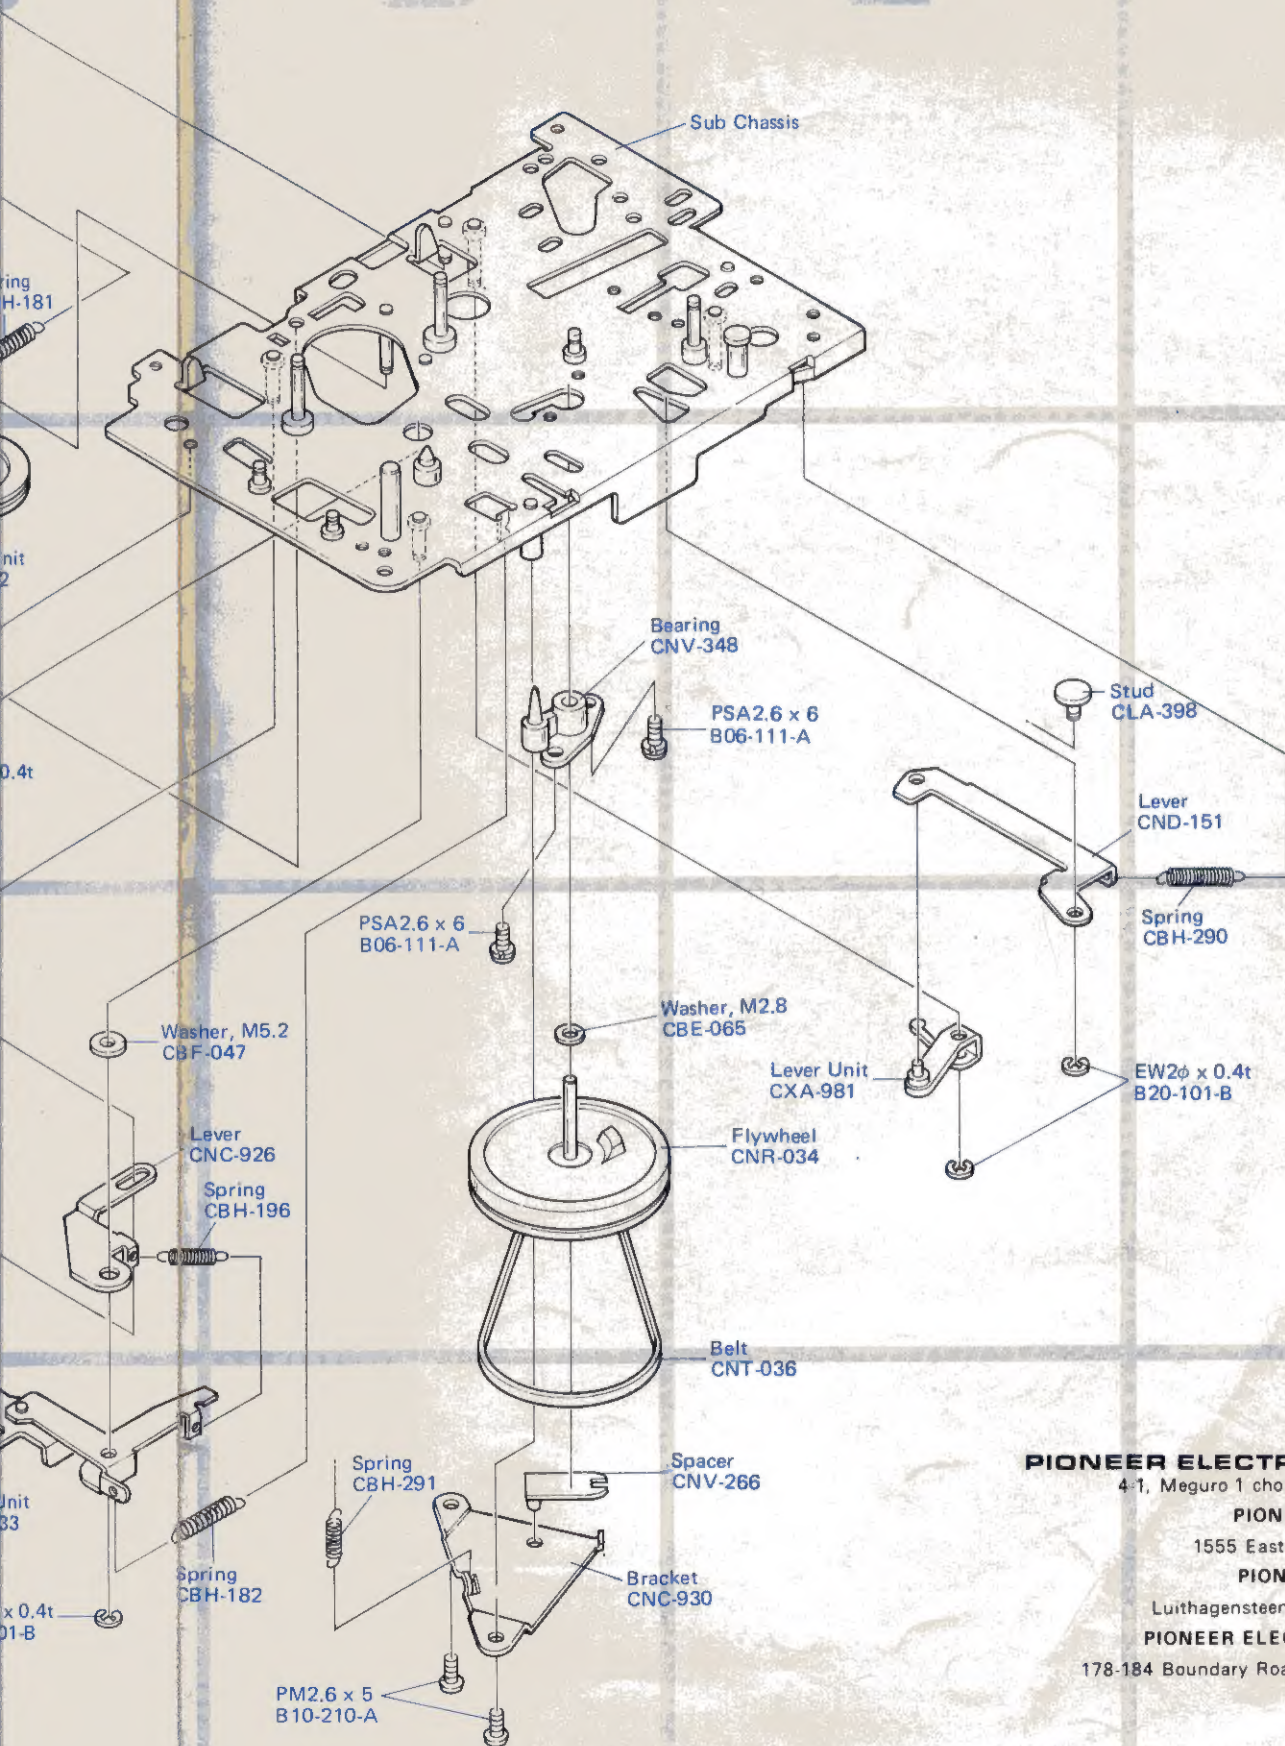 Sub Chassis
H-181
Bearing
CNV-348
PSA2.6 x 6
B06-111-A
Stud
CLA-398
0.4t
Lever
CND-151
Spring
CBH-290
PSA2.6 x 6
B06-111-A
Washer, M2.8
CBE-065
Washer, M5.2
CBF-047
Lever Unit
CXA-981
EW2ϕ x 0.4t
B20-101-B
Lever
CNC-926
Flywheel
CNR-034
Spring
CBH-196
Belt
CNT-036
Spring
CBH-291
Spacer
CNV-266
Spring
CBH-182
Bracket
CNC-930
x 0.4t
01-B
PM2.6 x 5
B10-210-A
PIONEER ELECTR
4-1, Meguro 1 cho
PION
1555 East
PION
Luithagensteen
PIONEER ELEC
178-184 Boundary Roa